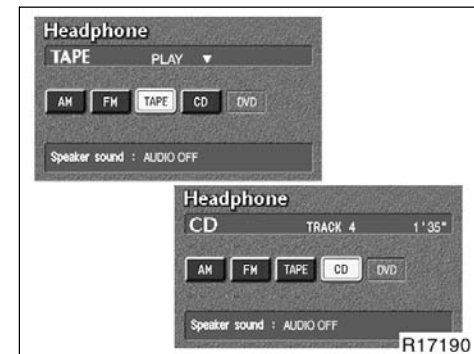 Headphone
TAPE PLAY ▼
AM FM TAPE CD DVD
Speaker sound : AUDIO OFF
Headphone
CD TRACK 4 1'35"
AM FM TAPE CD DVD
Speaker sound : AUDIO OFF
R17190